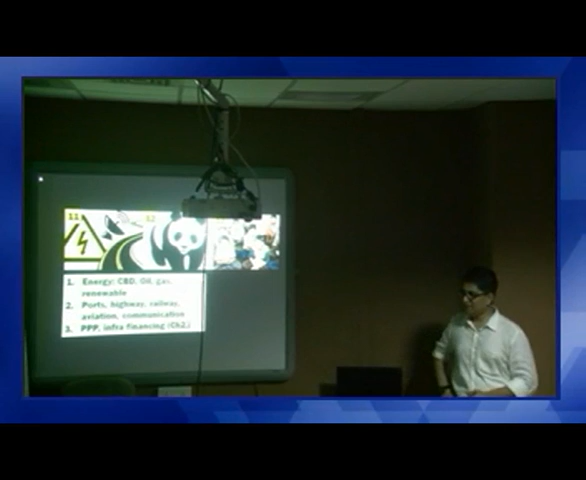 11 12
1. Energy: CBD, Oil, gas,
renewable
2. Ports, highway, railway,
aviation, communication
3. PPP, infra financing (Ch2.)